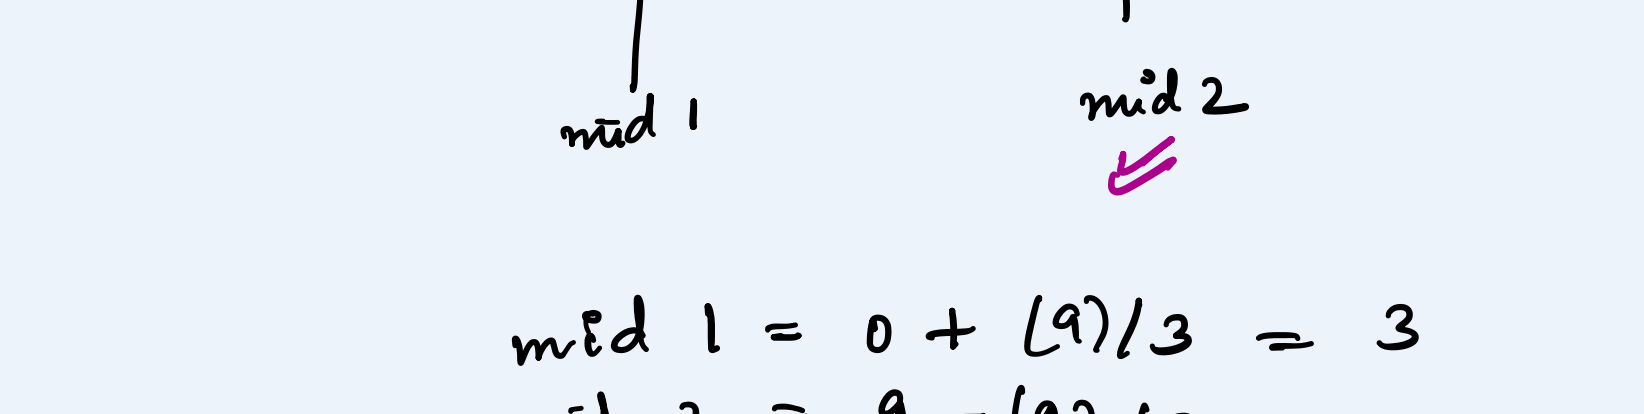 mid 1
mid 2
mid 1 = 0 + (9)/3 = 3